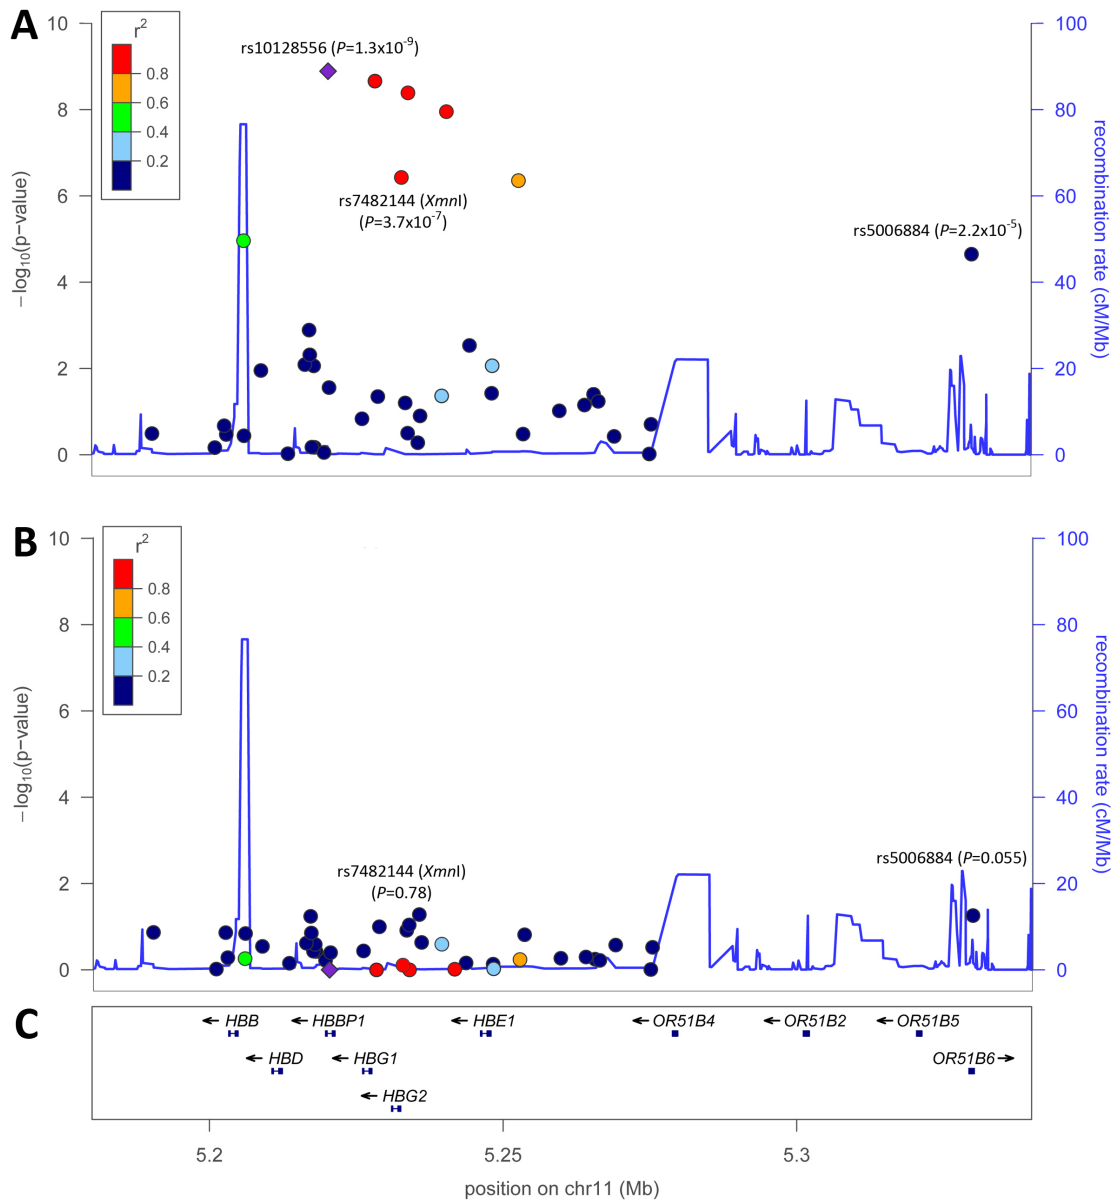 A
r2
0.8
0.6
0.4
0.2
10
8
6
4
2
0
−log10(p−value)
rs10128556 (P=1.3x10-9)
rs7482144 (XmnI)
(P=3.7x10-7)
rs5006884 (P=2.2x10-5)
100
80
60
40
20
0
recombination rate (cM/Mb)
B
r2
0.8
0.6
0.4
0.2
10
8
6
4
2
0
−log10(p−value)
rs7482144 (XmnI)
(P=0.78)
rs5006884 (P=0.055)
100
80
60
40
20
0
recombination rate (cM/Mb)
C
← HBB ← HBBP1 ← HBE1 ← OR51B4 ← OR51B2 ← OR51B5
← HBD ← HBG1 OR51B6 →
← HBG2
5.2 5.25 5.3
position on chr11 (Mb)